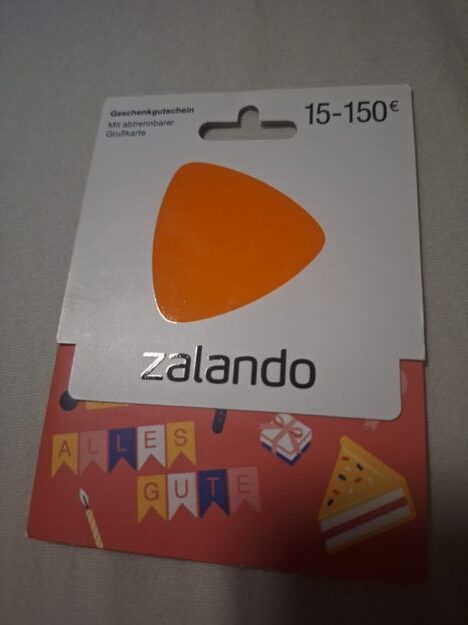 Geschenkgutschein
Mit abtrennbarer
Grußkarte
15-150€
zalando
ALLES
GUTE